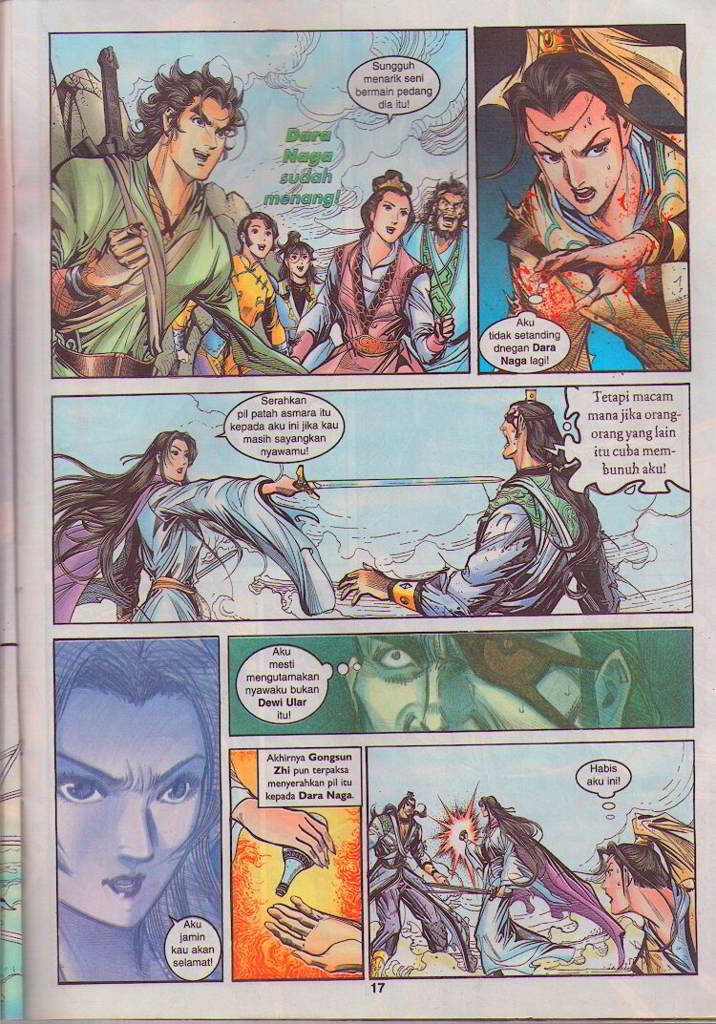 Sungguh
menarik seni
bermain pedang
dia itu!
Dara
Naga
sudah
menang!
Aku
tidak setanding
dnegan Dara
Naga lagi!
Serahkan
pil patah asmara itu
kepada aku ini jika kau
masih sayangkan
nyawamu!
Tetapi macam
mana jika orang-
orang yang lain
itu cuba mem-
bunuh aku!
Aku
mesti
mengutamakan
nyawaku bukan
Dewi Ular
itu!
Aku
jamin
kau akan
selamat!
Akhirnya Gongsun
Zhi pun terpaksa
menyerahkan pil itu
kepada Dara Naga.
Habis
aku ini!
17